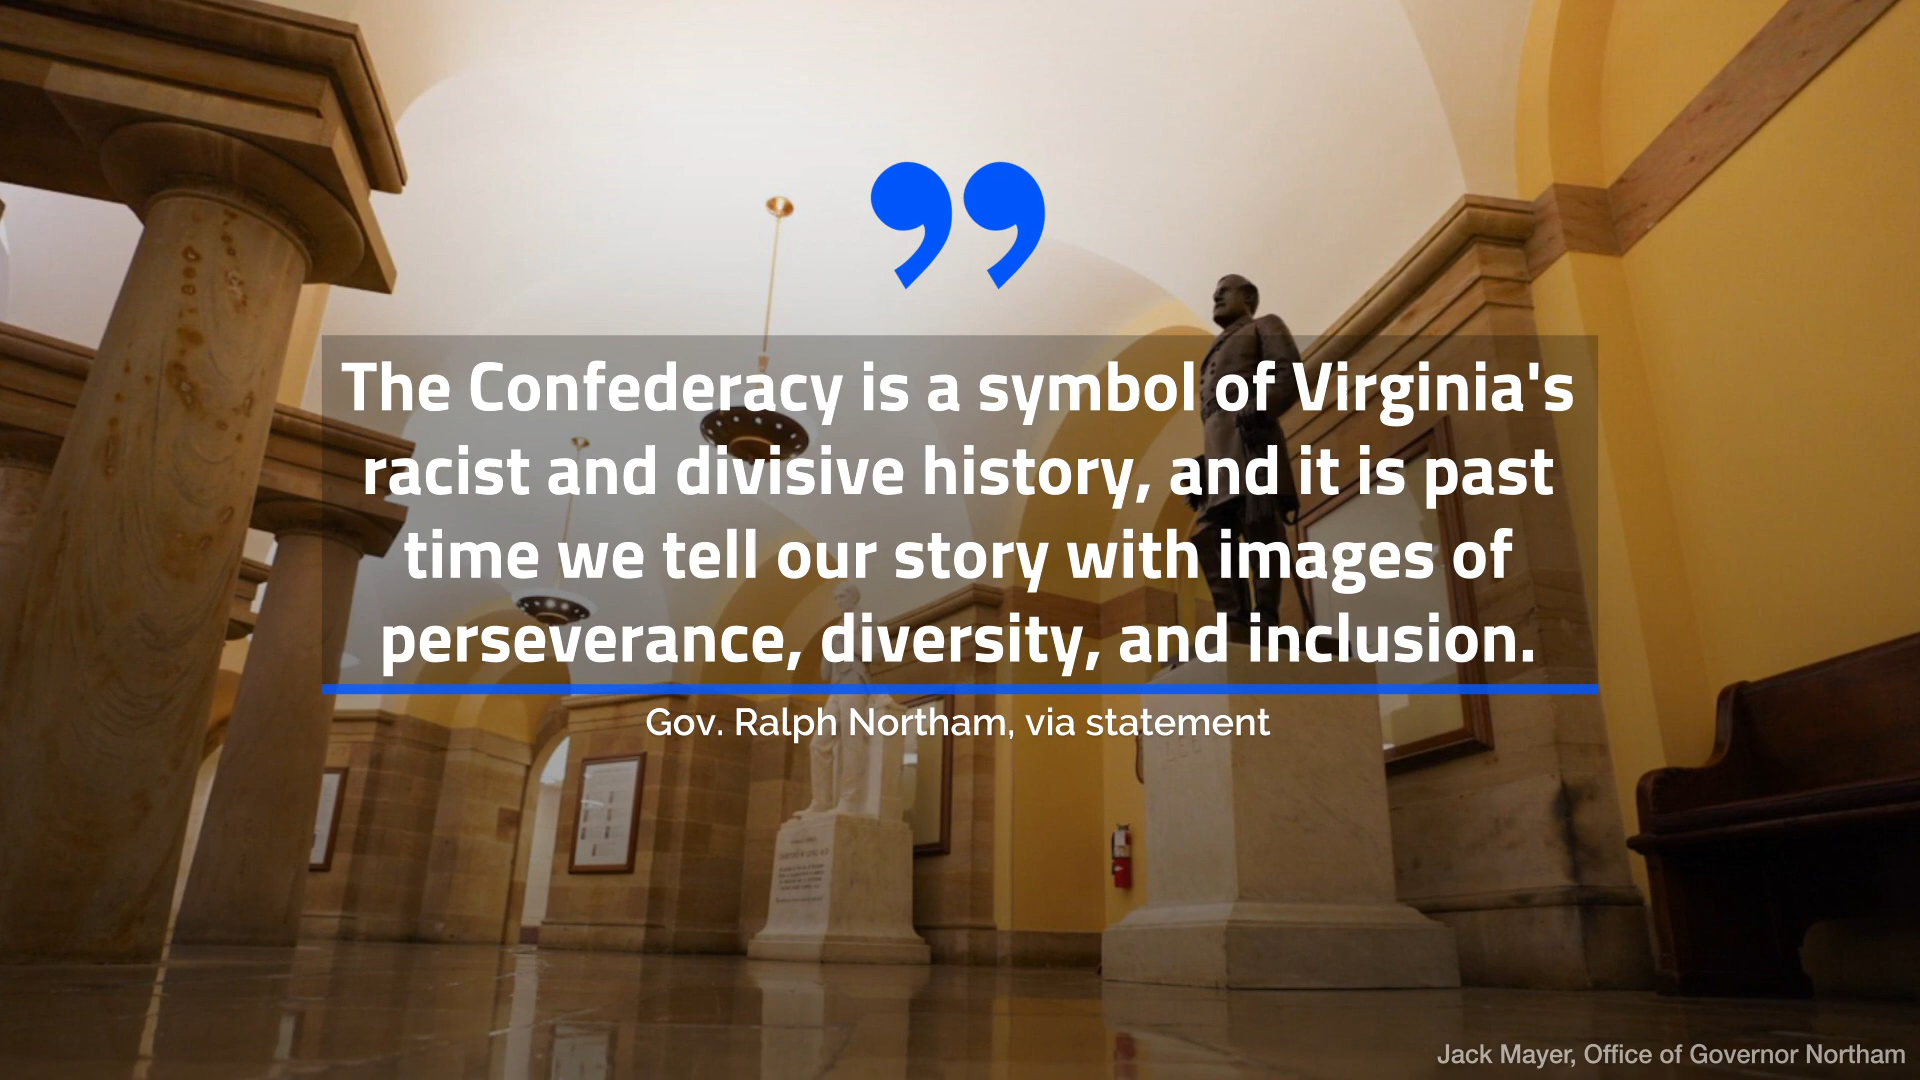 ”
The Confederacy is a symbol of Virginia's
racist and divisive history, and it is past
time we tell our story with images of
perseverance, diversity, and inclusion.
Gov. Ralph Northam, via statement
LEE
Jack Mayer, Office of Governor Northam